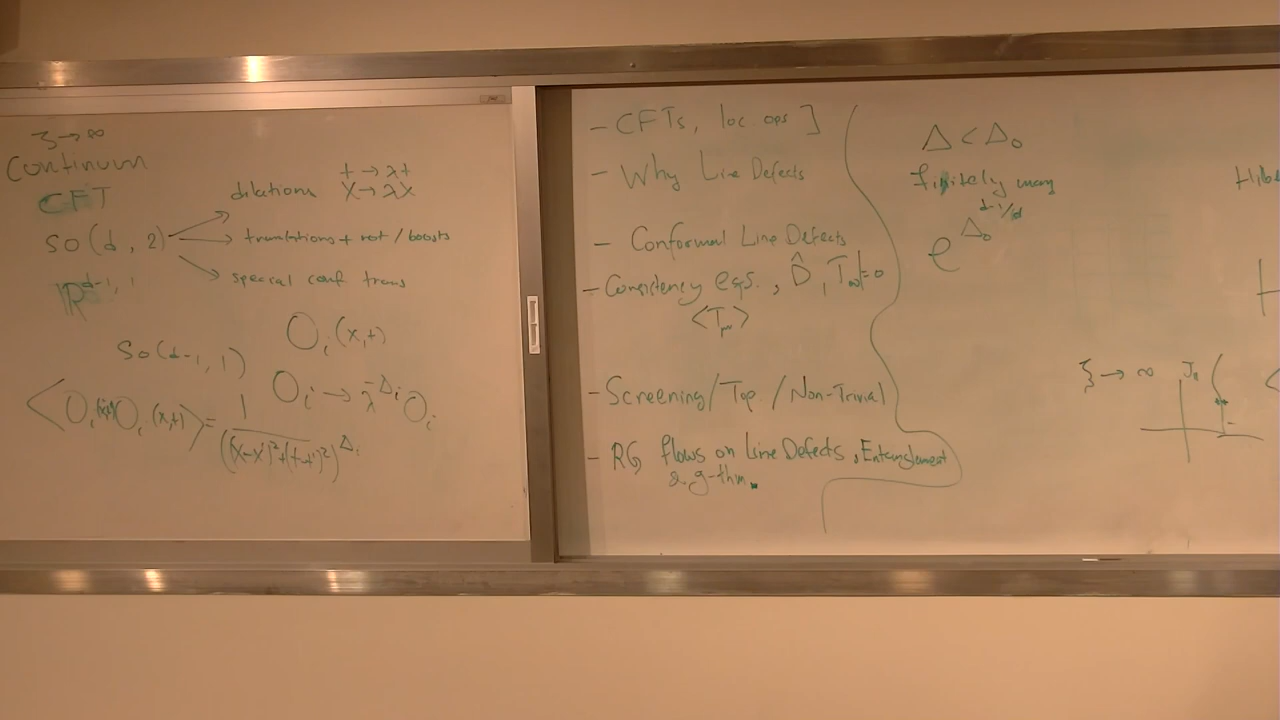 ξ → ∞
Continuum
CFT
dilations t → λt
x → λx
so(d, 2) → translations + rot / boosts
ℝ^{d-1, 1} special conf trans
O_i(x,t)
so(d-1, 1)
O_i → λ^{-Δ_i} O_i
⟨O_i(x,t) O_i(x,t)⟩ = 1 / ((x-x')²+(t-t')²)^{Δ_i}
- CFTs, loc ops ]
- Why Line Defects
- Conformal Line Defects
- Consistency eqs., D̂, T_{00}|=0
⟨T_{μν}⟩
- Screening / Top / Non-Trivial
- RG flows on Line Defects, Entanglement
& g-thm.
Δ < Δ_0
finitely many
e^{Δ_0^{d-1/d}}
ξ → ∞